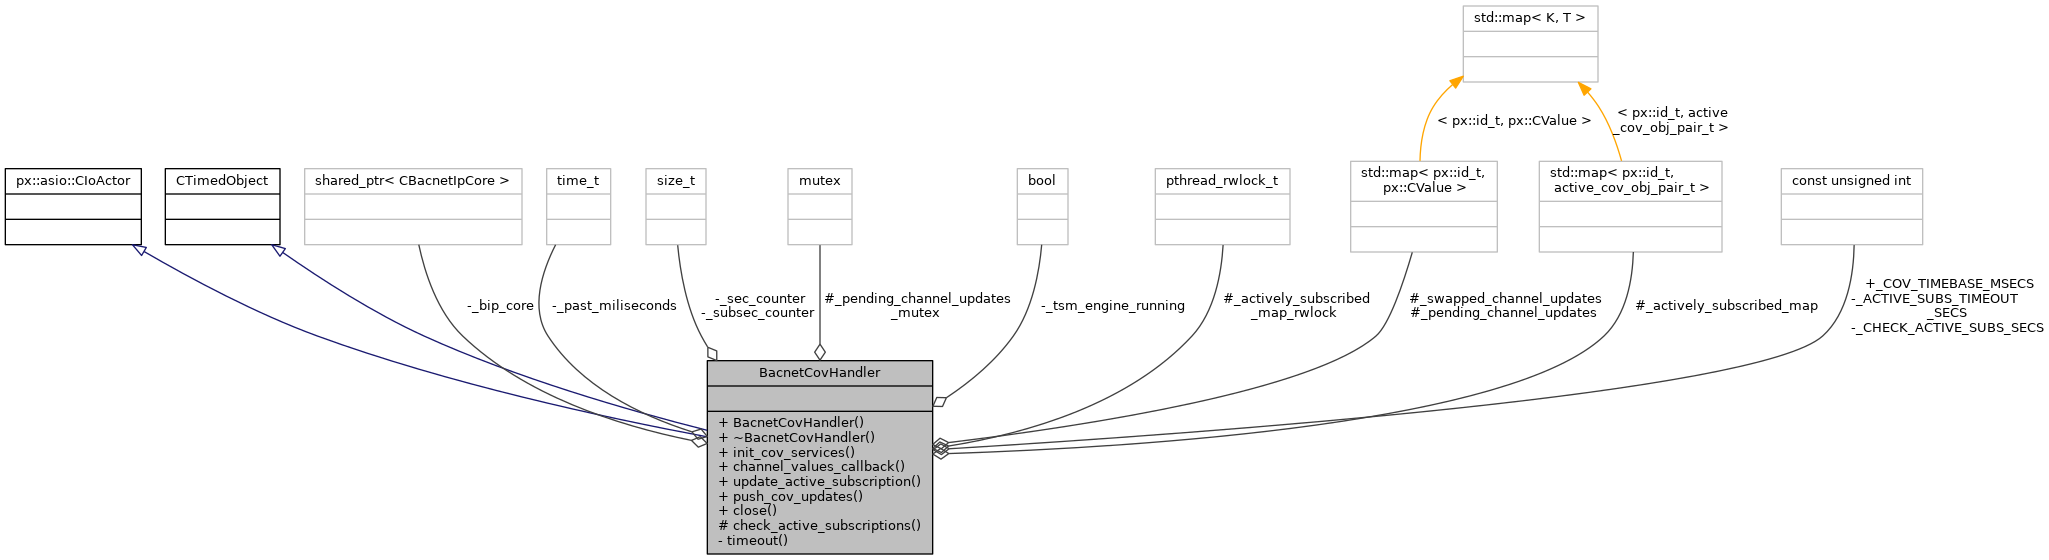 std::map< K, T >
< px::id_t, px::CValue >
< px::id_t, active
_cov_obj_pair_t >
px::asio::CIoActor
CTimedObject
shared_ptr< CBacnetIpCore >
time_t
size_t
mutex
bool
pthread_rwlock_t
std::map< px::id_t,
px::CValue >
std::map< px::id_t,
active_cov_obj_pair_t >
const unsigned int
-_bip_core
-_past_miliseconds
-_sec_counter
-_subsec_counter
#_pending_channel_updates
_mutex
-_tsm_engine_running
#_actively_subscribed
_map_rwlock
#_swapped_channel_updates
#_pending_channel_updates
#_actively_subscribed_map
+_COV_TIMEBASE_MSECS
-_ACTIVE_SUBS_TIMEOUT
_SECS
-_CHECK_ACTIVE_SUBS_SECS
BacnetCovHandler
+ BacnetCovHandler()
+ ~BacnetCovHandler()
+ init_cov_services()
+ channel_values_callback()
+ update_active_subscription()
+ push_cov_updates()
+ close()
# check_active_subscriptions()
- timeout()